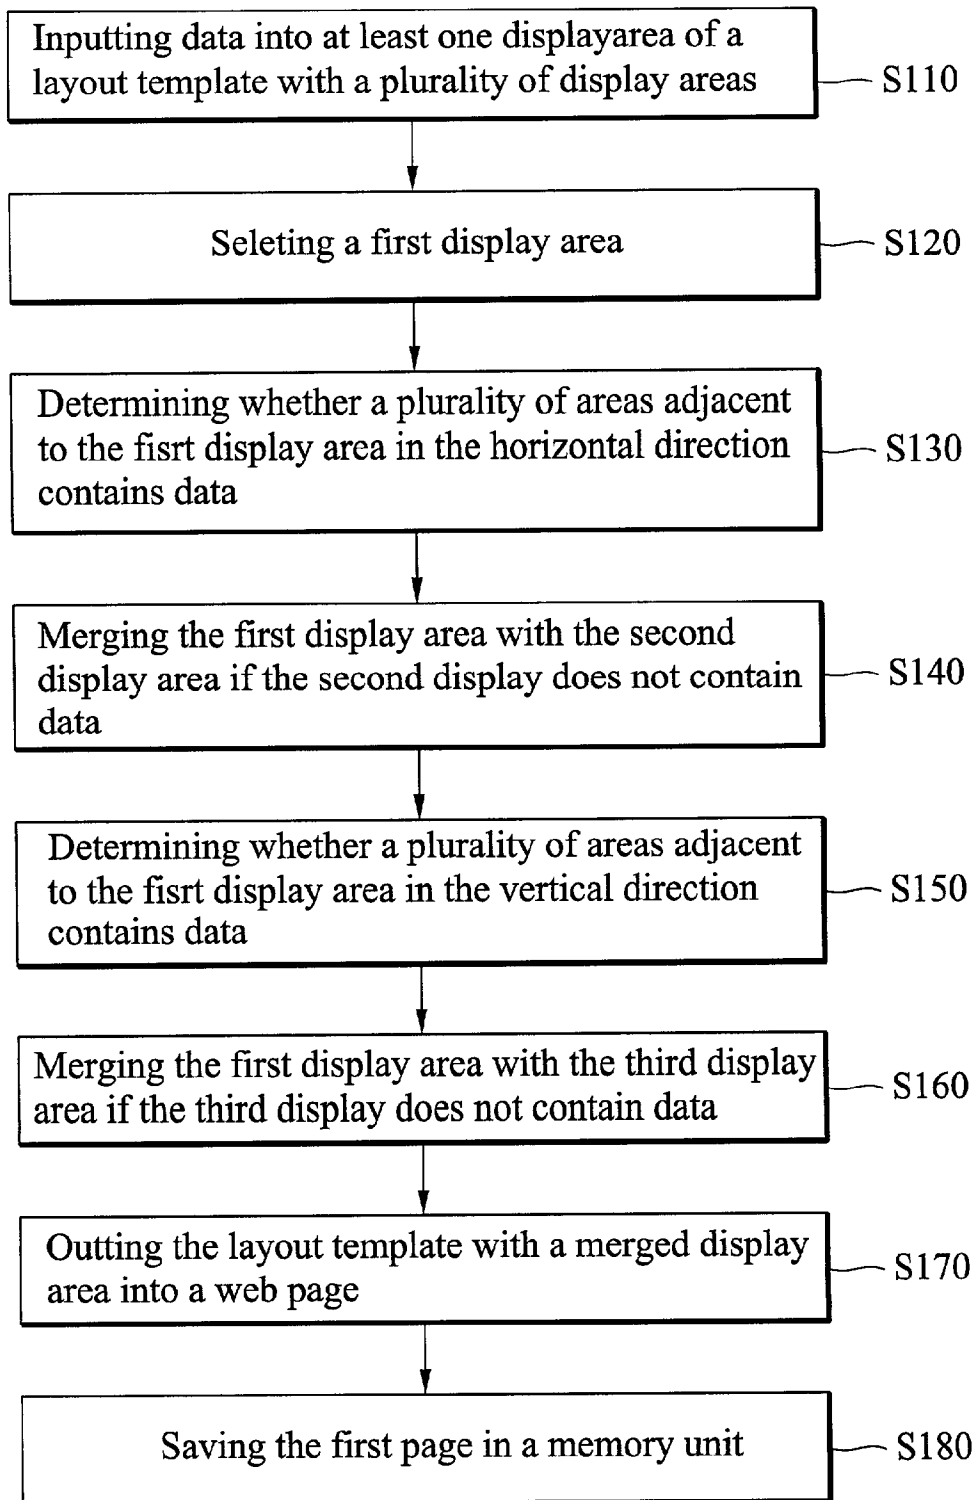 Inputting data into at least one displayarea of a
layout template with a plurality of display areas
S110
Seleting a first display area
S120
Determining whether a plurality of areas adjacent
to the fisrt display area in the horizontal direction
contains data
S130
Merging the first display area with the second
display area if the second display does not contain
data
S140
Determining whether a plurality of areas adjacent
to the fisrt display area in the vertical direction
contains data
S150
Merging the first display area with the third display
area if the third display does not contain data
S160
Outting the layout template with a merged display
area into a web page
S170
Saving the first page in a memory unit
S180